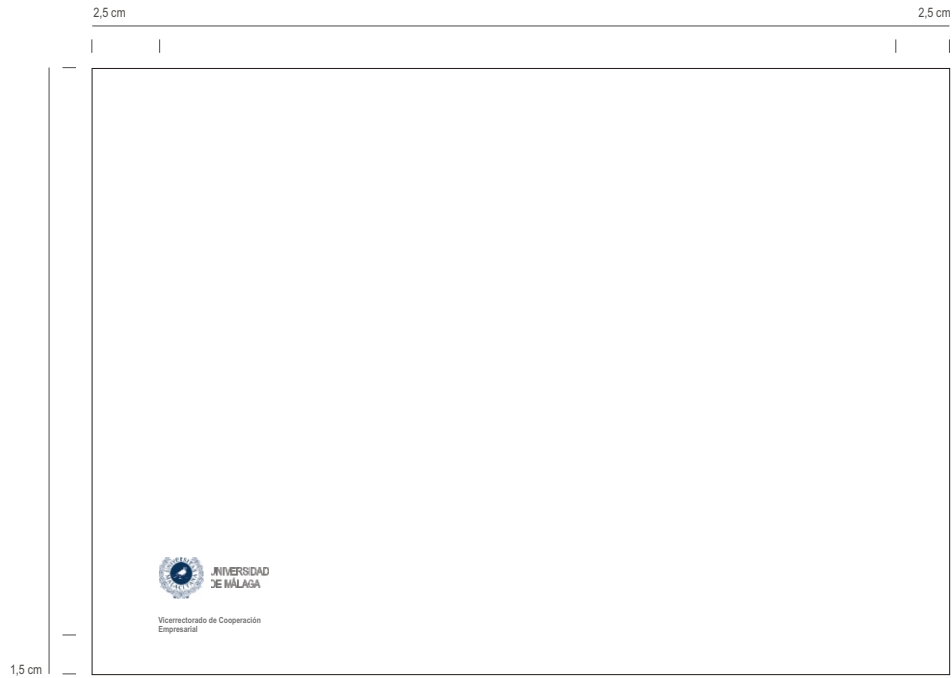 2,5 cm 2,5 cm
UNIVERSIDAD
DE MÁLAGA
Vicerrectorado de Cooperación
Empresarial
1,5 cm